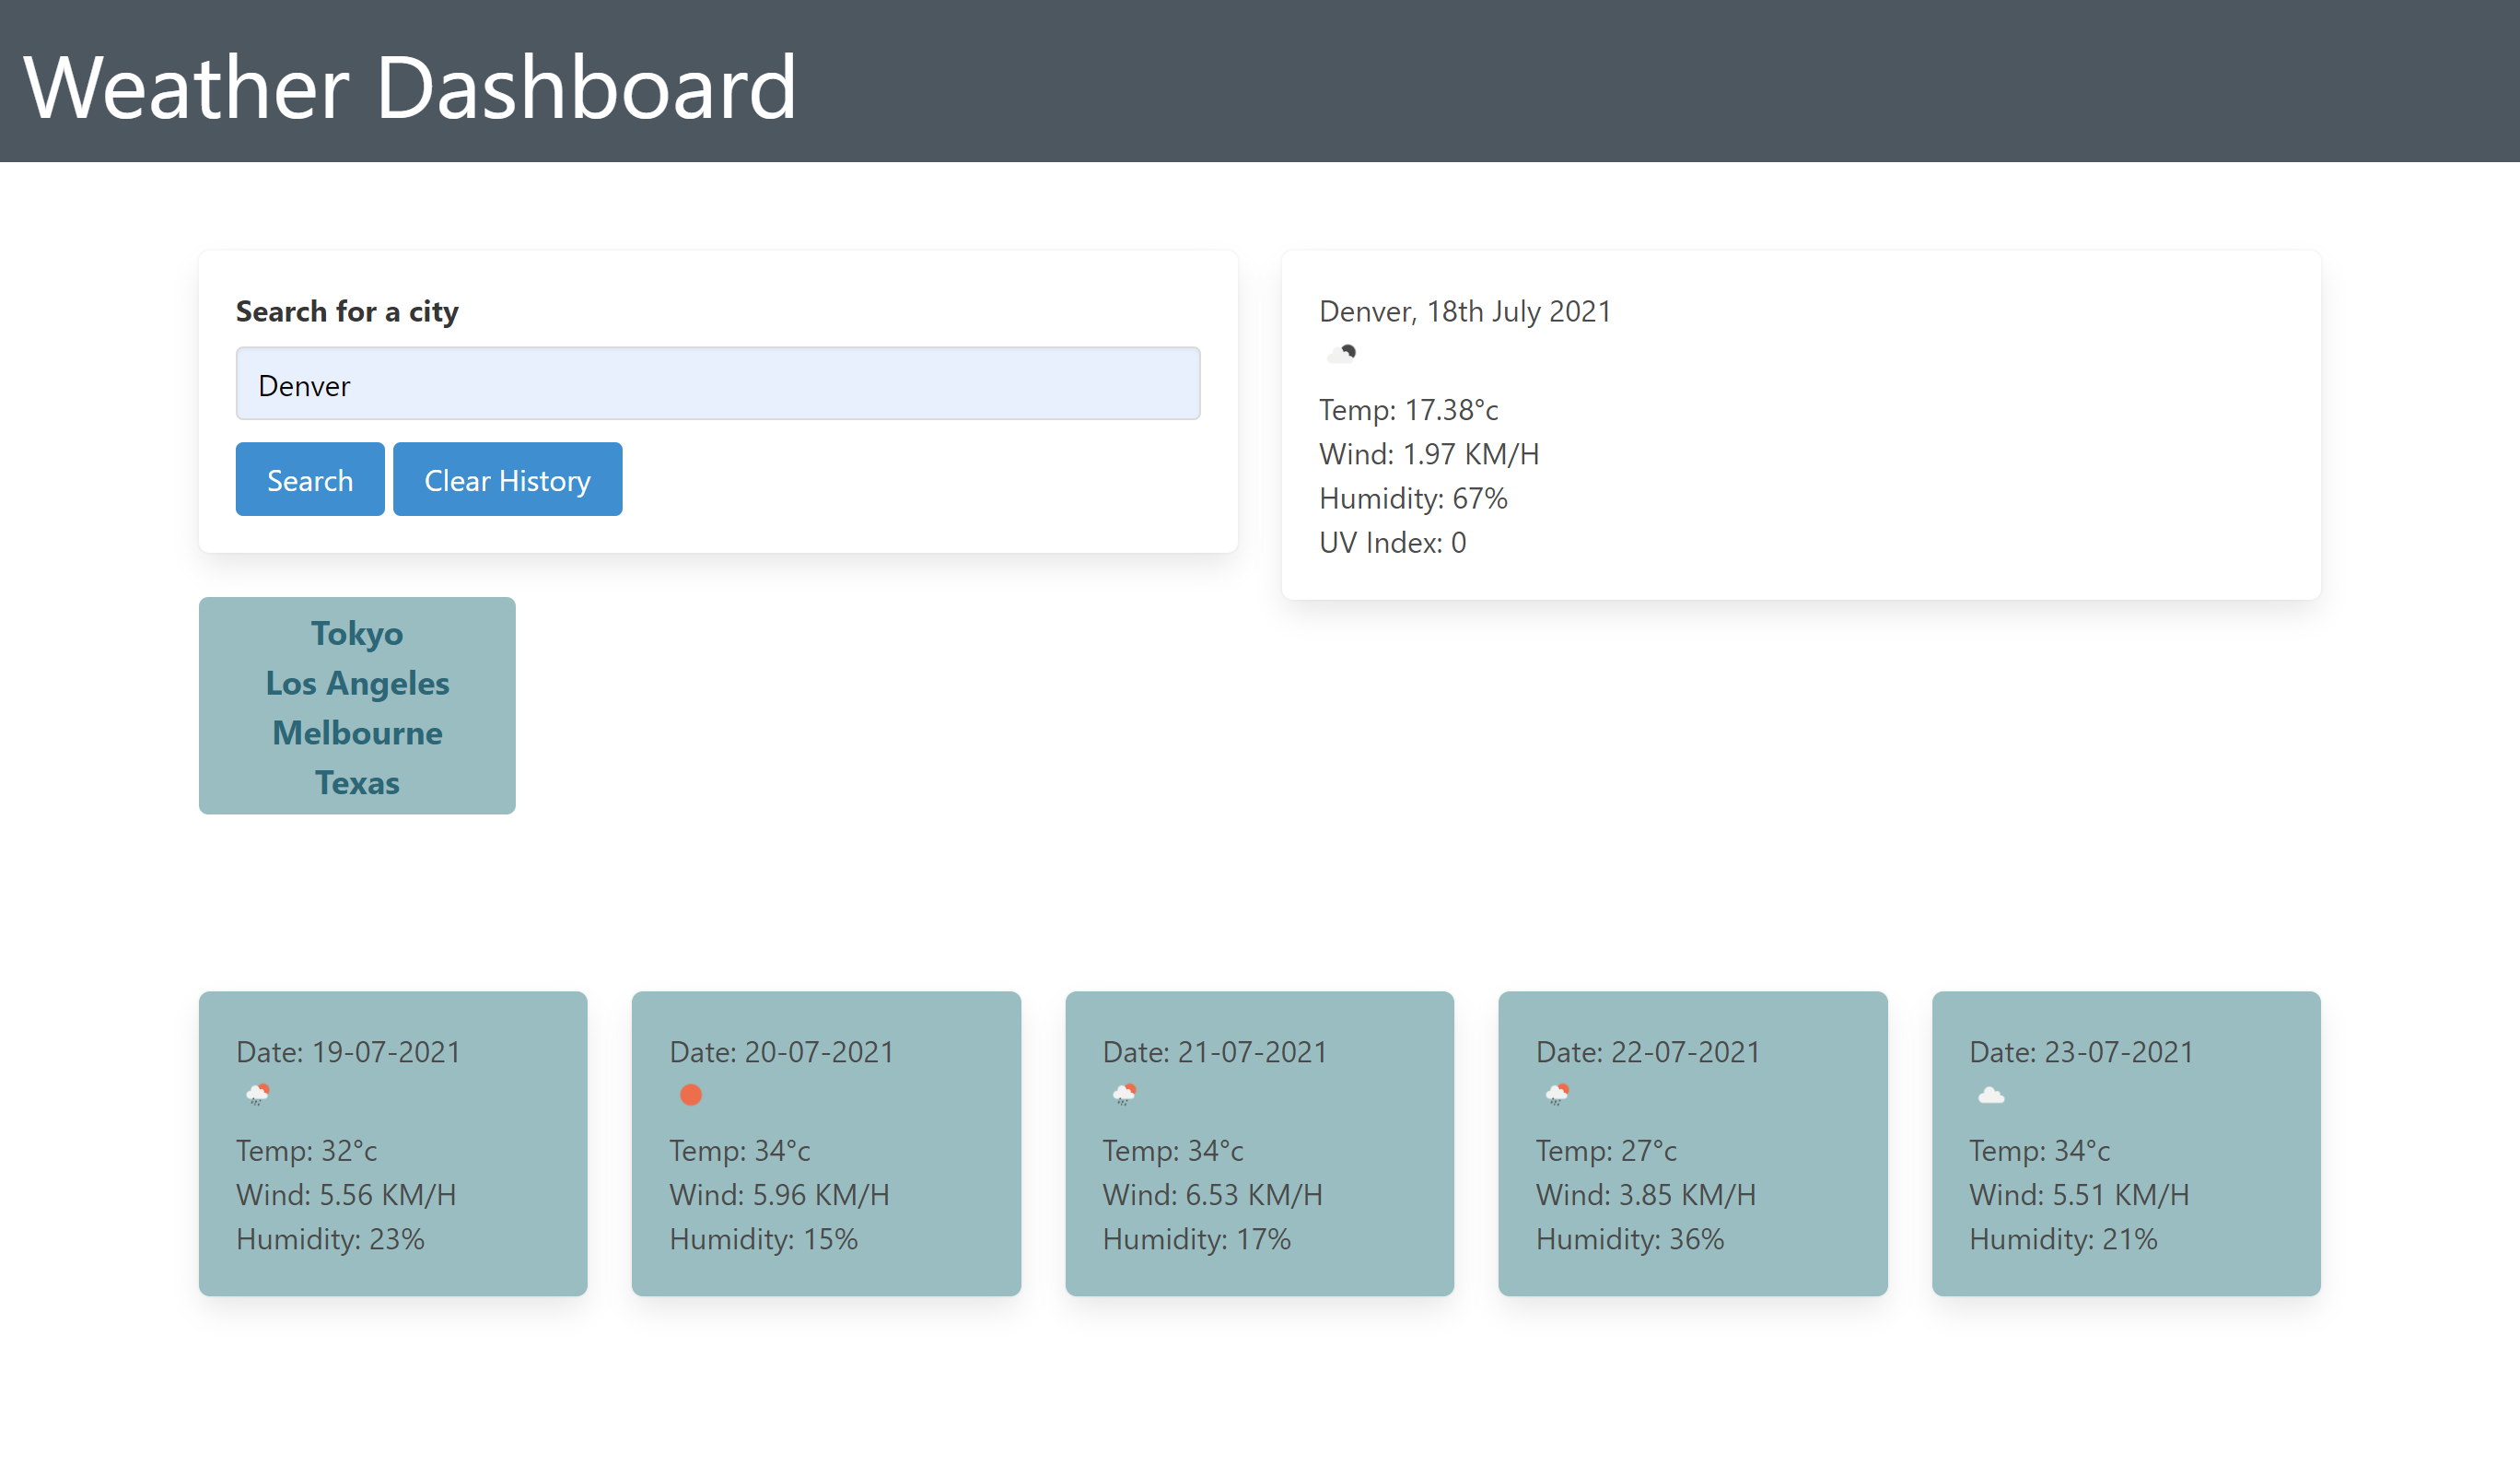 Weather Dashboard
Search for a city
Denver
Search Clear History
Tokyo
Los Angeles
Melbourne
Texas
Denver, 18th July 2021
Temp: 17.38°c
Wind: 1.97 KM/H
Humidity: 67%
UV Index: 0
Date: 19-07-2021
Temp: 32°c
Wind: 5.56 KM/H
Humidity: 23%
Date: 20-07-2021
Temp: 34°c
Wind: 5.96 KM/H
Humidity: 15%
Date: 21-07-2021
Temp: 34°c
Wind: 6.53 KM/H
Humidity: 17%
Date: 22-07-2021
Temp: 27°c
Wind: 3.85 KM/H
Humidity: 36%
Date: 23-07-2021
Temp: 34°c
Wind: 5.51 KM/H
Humidity: 21%